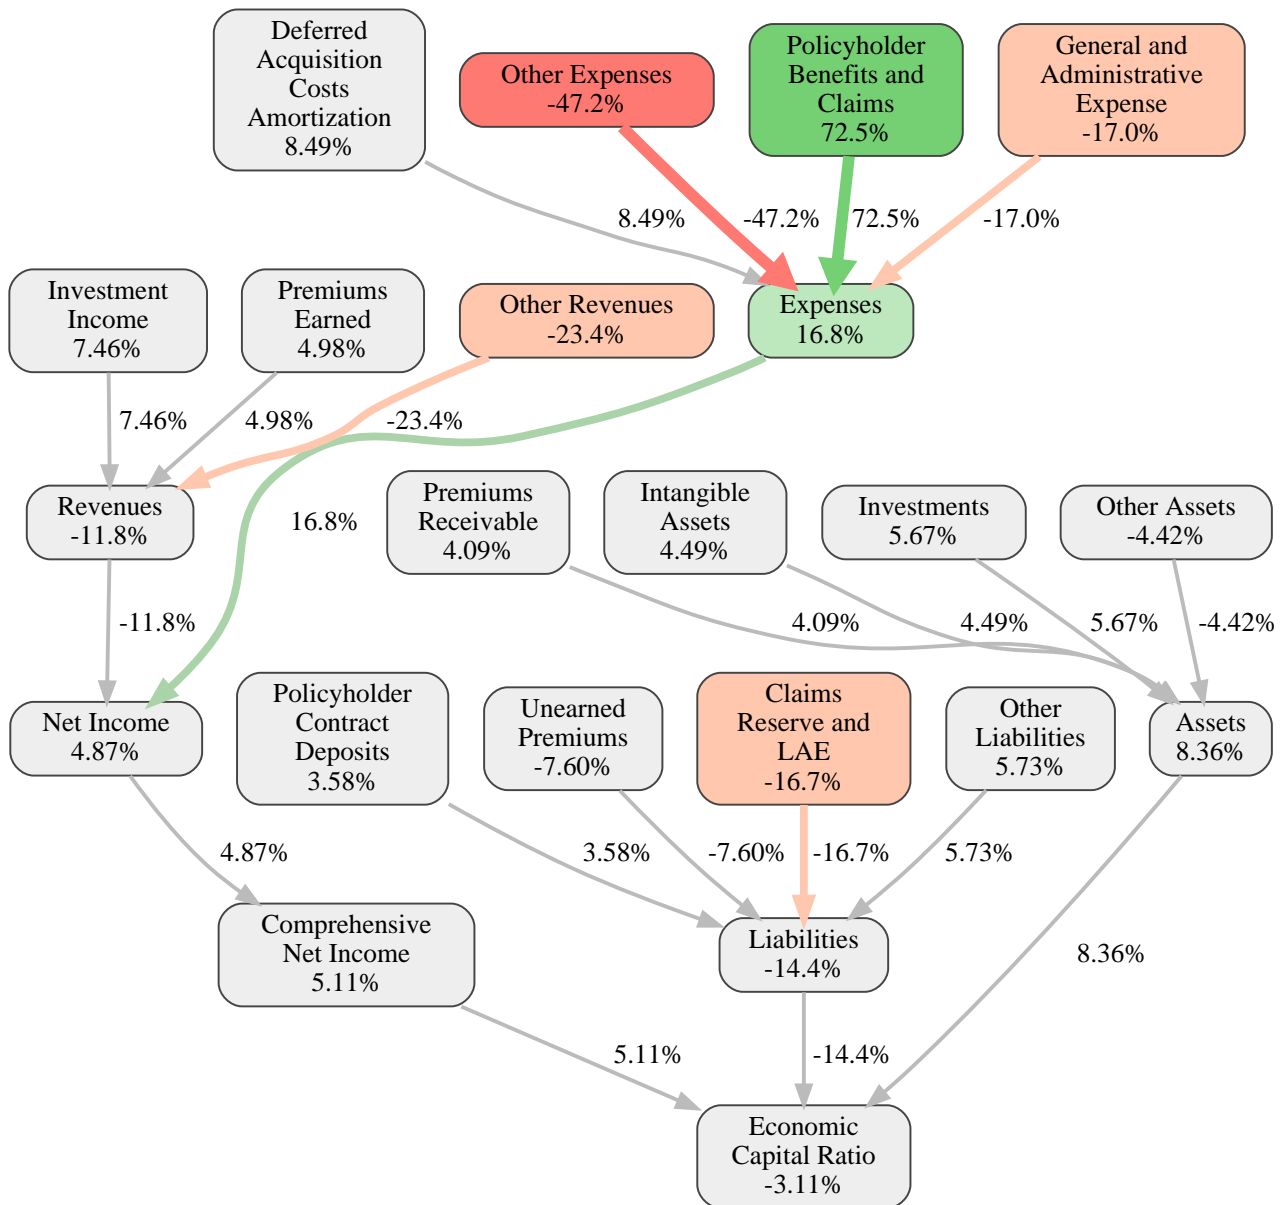 Deferred
Acquisition
Costs
Amortization
8.49%
Other Expenses
-47.2%
Policyholder
Benefits and
Claims
72.5%
General and
Administrative
Expense
-17.0%
8.49%
-47.2%
72.5%
-17.0%
Investment
Income
7.46%
Premiums
Earned
4.98%
Other Revenues
-23.4%
Expenses
16.8%
7.46%
4.98%
-23.4%
Revenues
-11.8%
16.8%
Premiums
Receivable
4.09%
Intangible
Assets
4.49%
Investments
5.67%
Other Assets
-4.42%
-11.8%
4.09%
4.49%
5.67%
-4.42%
Net Income
4.87%
Policyholder
Contract
Deposits
3.58%
Unearned
Premiums
-7.60%
Claims
Reserve and
LAE
-16.7%
Other
Liabilities
5.73%
Assets
8.36%
4.87%
3.58%
-7.60%
-16.7%
5.73%
8.36%
Comprehensive
Net Income
5.11%
Liabilities
-14.4%
5.11%
-14.4%
Economic
Capital Ratio
-3.11%